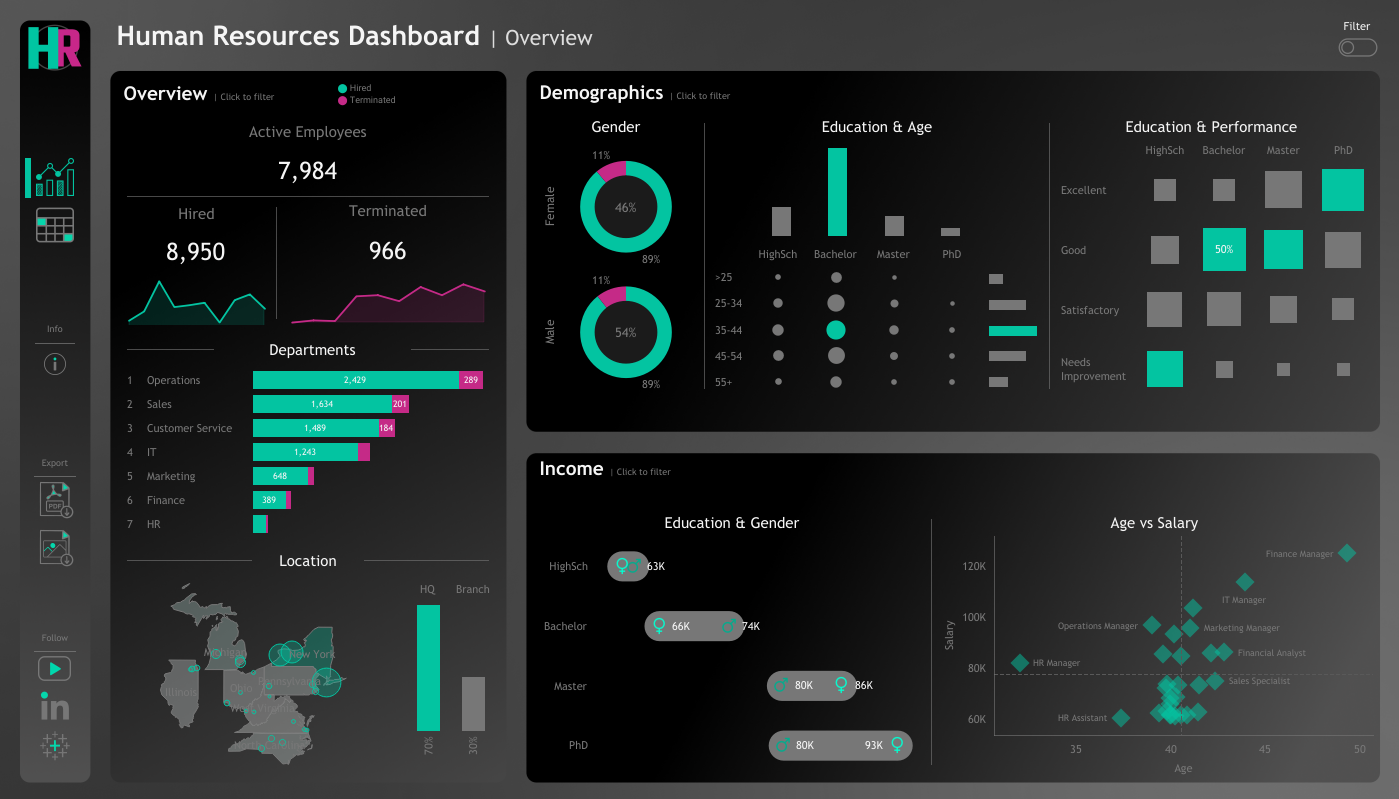 HR
Human Resources Dashboard | Overview
Filter
Info
Export
PDF
Follow
in
Overview | Click to filter
Hired
Terminated
Active Employees
7,984
Hired
8,950
Terminated
966
Departments
1 Operations 2,429 289
2 Sales 1,634 201
3 Customer Service 1,489 184
4 IT 1,243
5 Marketing 648
6 Finance 389
7 HR
Location
Michigan
New York
Illinois
Ohio
Pennsylvania
West Virginia
HQ Branch
70% 30%
Demographics | Click to filter
Gender
Female
11%
46%
89%
Male
11%
54%
89%
Education & Age
HighSch Bachelor Master PhD
>25
25-34
35-44
45-54
55+
Education & Performance
HighSch Bachelor Master PhD
Excellent
Good 50%
Satisfactory
Needs
Improvement
Income | Click to filter
Education & Gender
HighSch 63K
Bachelor 66K 74K
Master 80K 86K
PhD 80K 93K
Age vs Salary
Salary
120K
100K
80K
60K
Finance Manager
IT Manager
Operations Manager
Marketing Manager
Financial Analyst
HR Manager
Sales Specialist
HR Assistant
35 40 45 50
Age